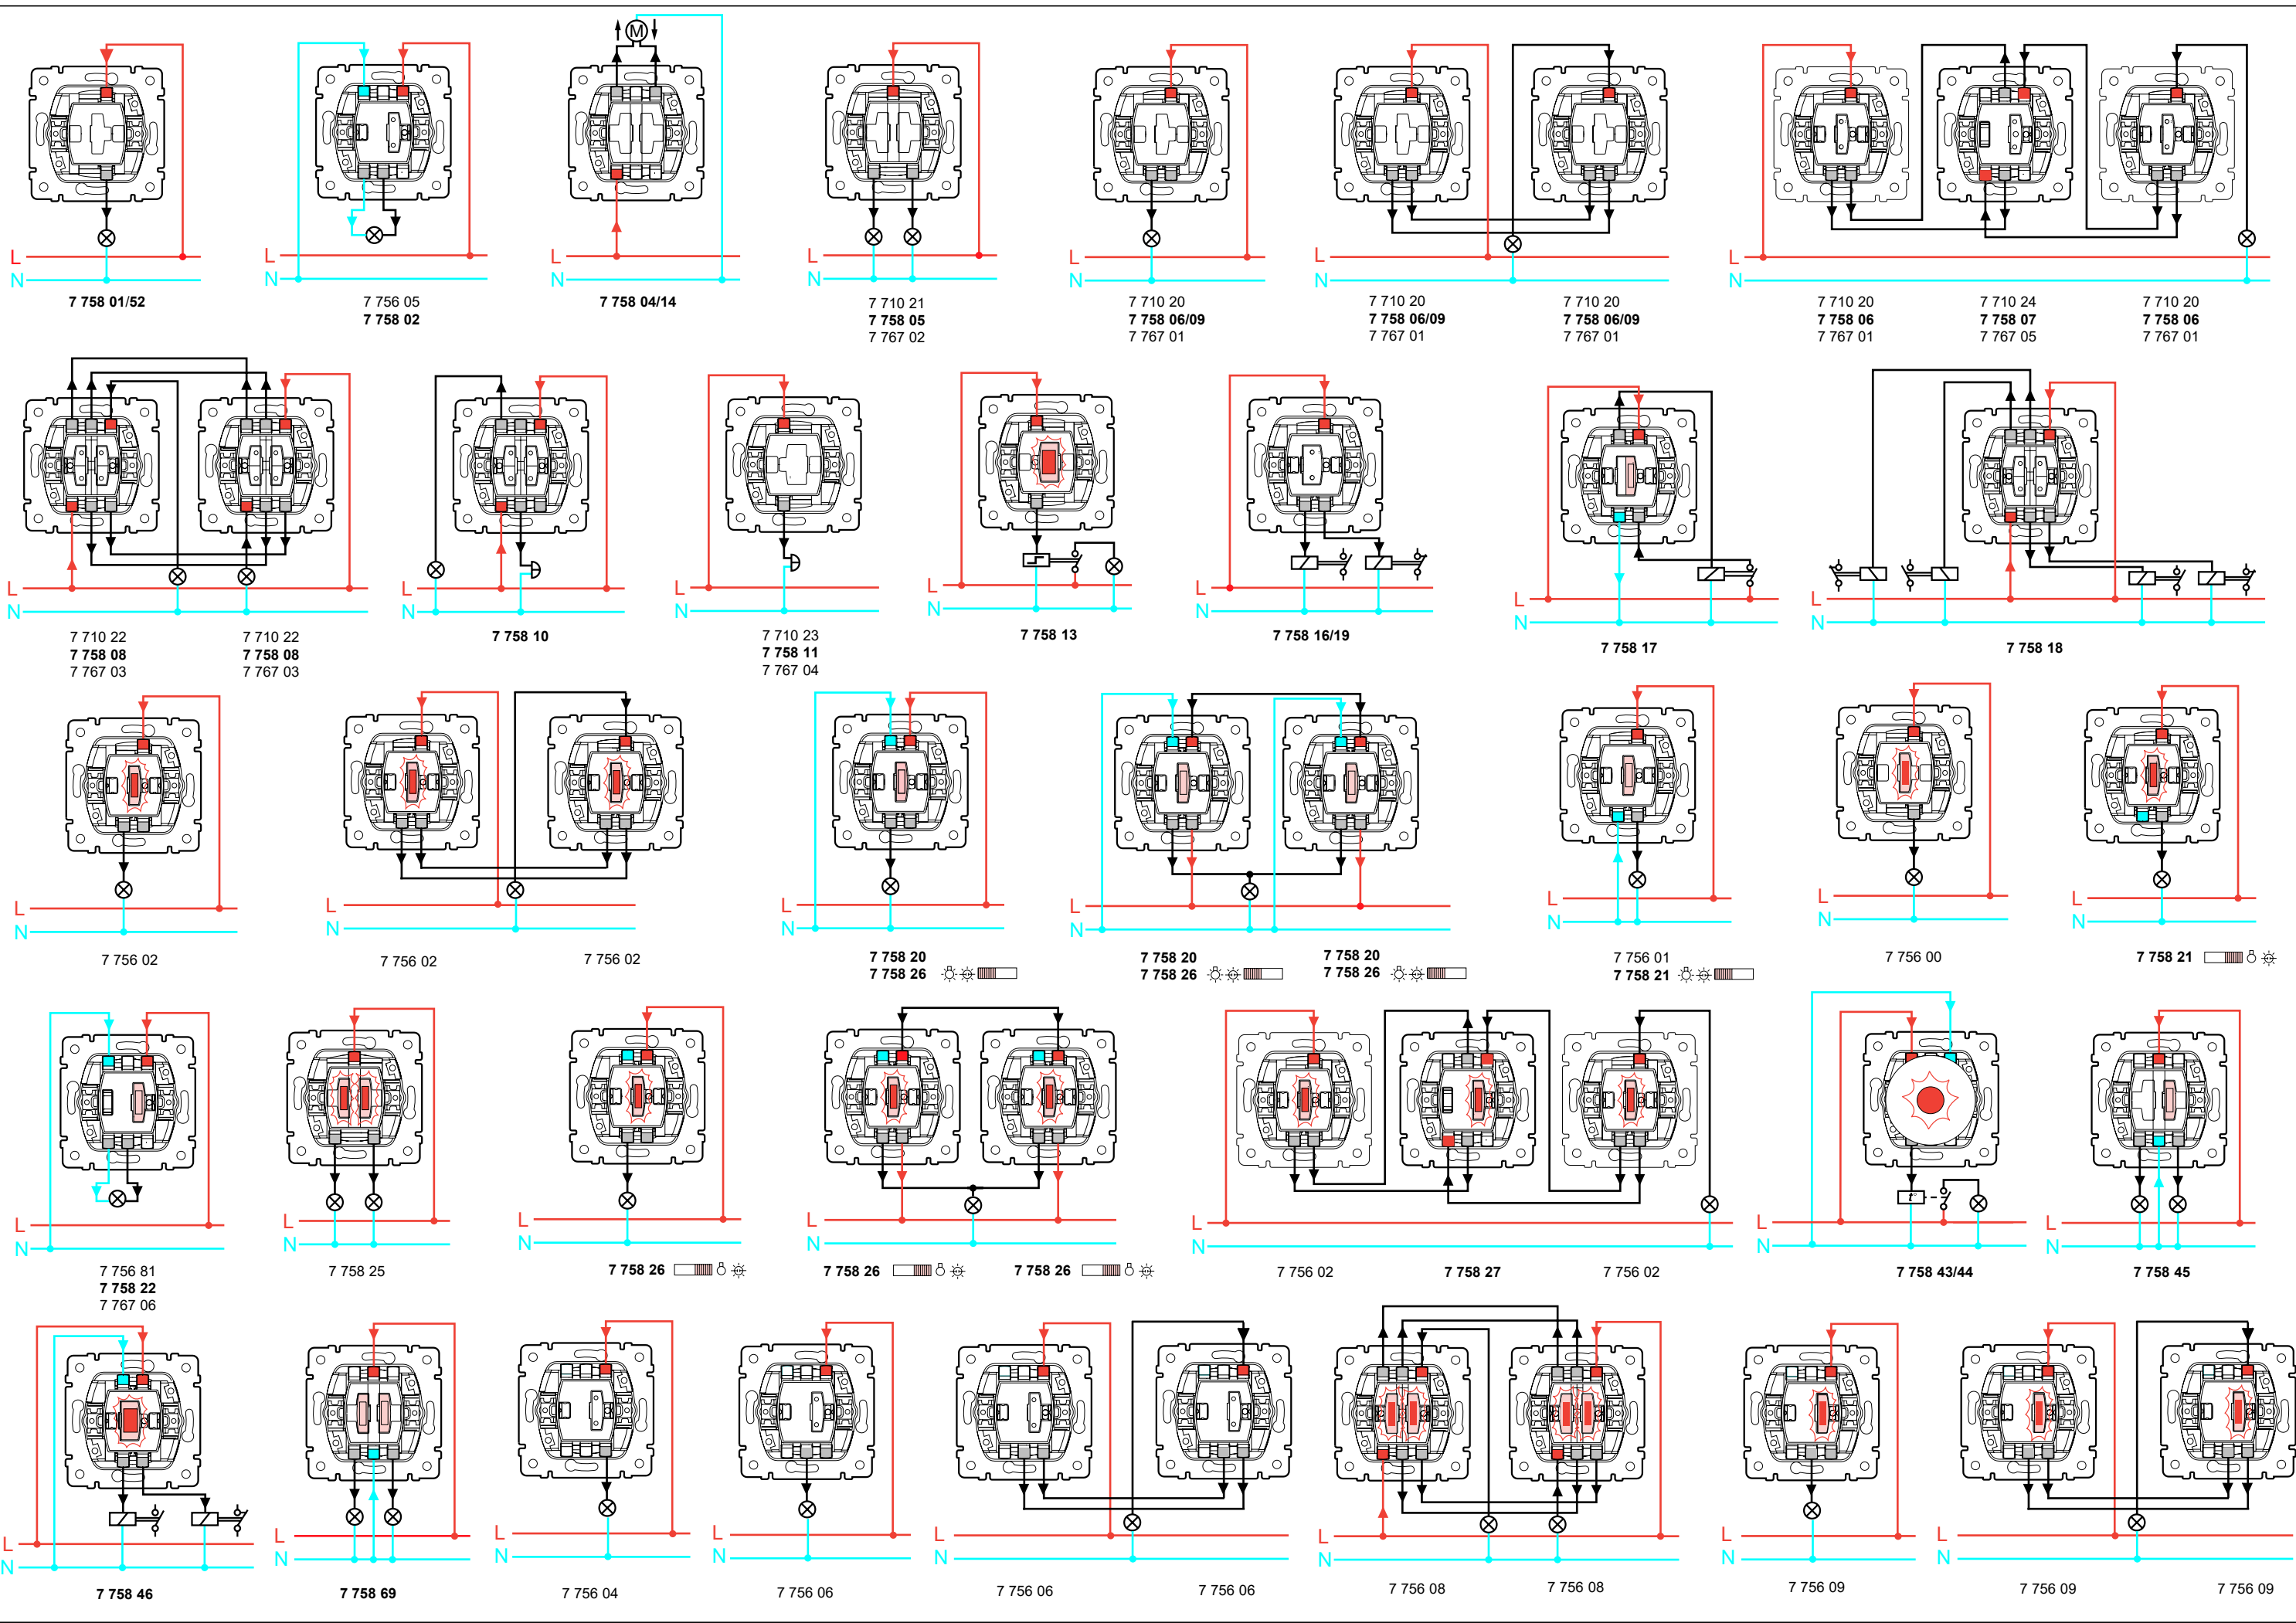 M
L
N
7 758 01/52
L
N
7 756 05
7 758 02
L
N
7 758 04/14
L
N
7 710 21
7 758 05
7 767 02
L
N
7 710 20
7 758 06/09
7 767 01
L
N
7 710 20
7 758 06/09
7 767 01
7 710 20
7 758 06/09
7 767 01
L
N
7 710 20
7 758 06
7 767 01
7 710 24
7 758 07
7 767 05
7 710 20
7 758 06
7 767 01
L
N
7 710 22
7 758 08
7 767 03
7 710 22
7 758 08
7 767 03
L
N
7 758 10
L
N
7 710 23
7 758 11
7 767 04
L
N
7 758 13
L
N
7 758 16/19
L
N
7 758 17
L
N
7 758 18
L
N
7 756 02
L
N
7 756 02
7 756 02
L
N
7 758 20
7 758 26
L
N
7 758 20
7 758 26
7 758 20
7 758 26
L
N
7 756 01
7 758 21
L
N
7 756 00
L
N
7 758 21
L
N
7 756 81
7 758 22
7 767 06
L
N
7 758 25
L
N
7 758 26
L
N
7 758 26
7 758 26
L
N
7 756 02
7 758 27
7 756 02
t°
L
N
7 758 43/44
L
N
7 758 45
L
N
7 758 46
L
N
7 758 69
L
N
7 756 04
L
N
7 756 06
L
N
7 756 06
7 756 06
L
N
7 756 08
7 756 08
L
N
7 756 09
L
N
7 756 09
7 756 09